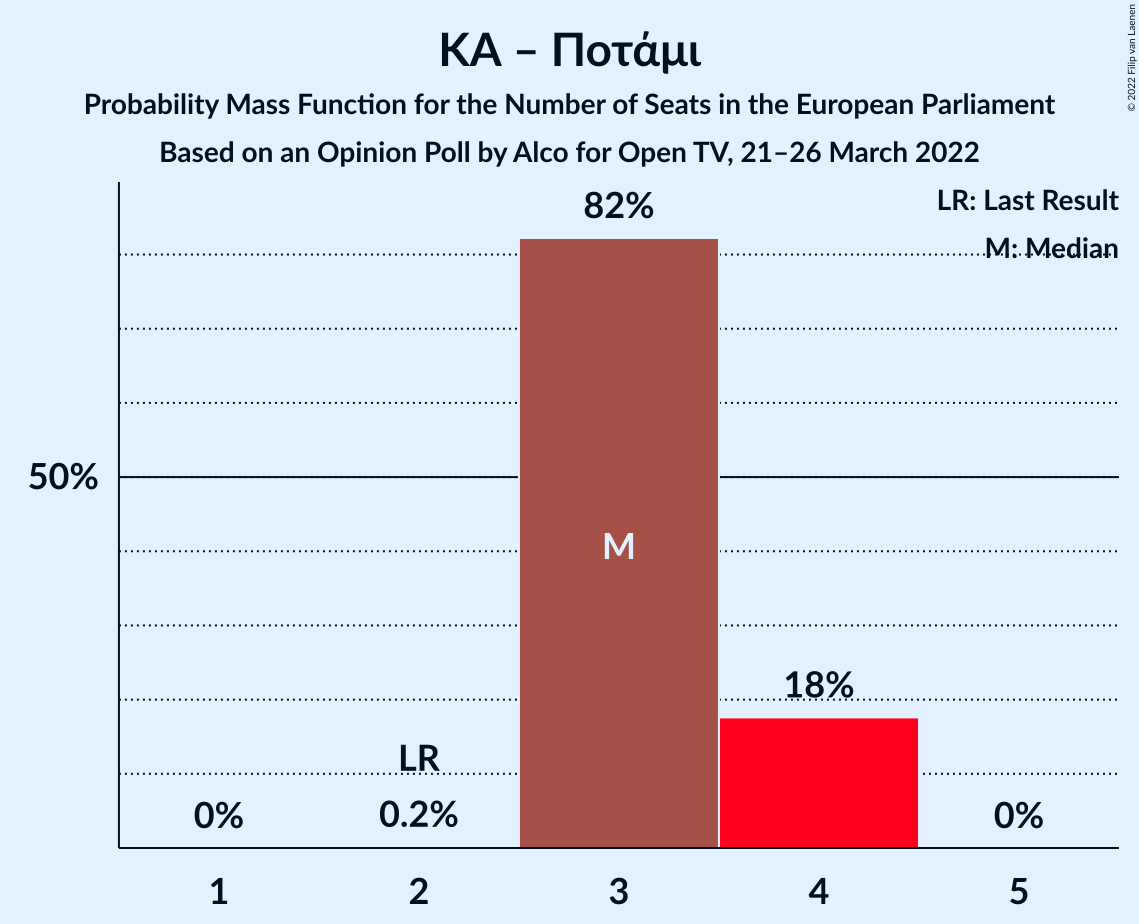 ΚΑ – Ποτάμι
Probability Mass Function for the Number of Seats in the European Parliament
Based on an Opinion Poll by Alco for Open TV, 21–26 March 2022
© 2022 Filip van Laenen
LR: Last Result
M: Median
82%
50%
M
18%
LR
0%
0.2%
0%
1
2
3
4
5